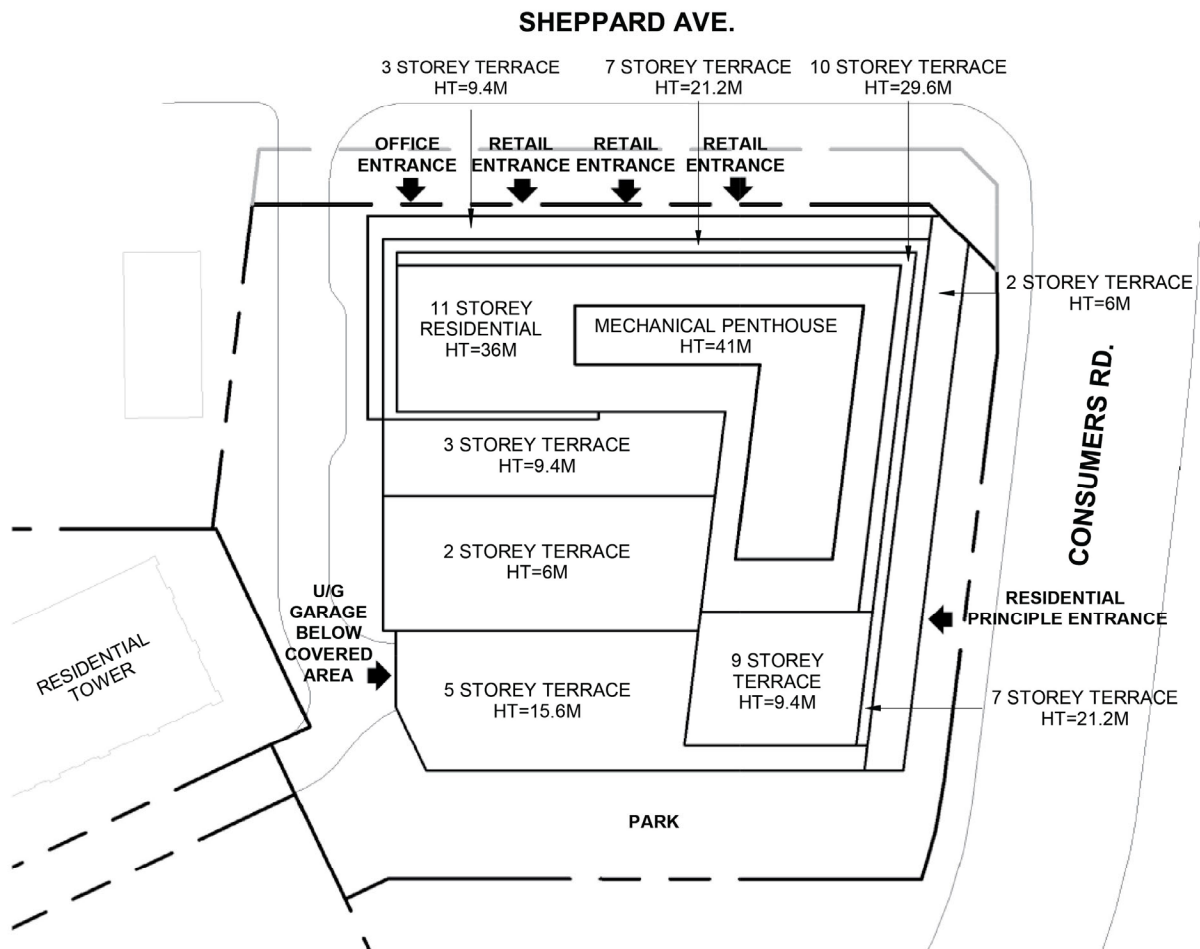 SHEPPARD AVE.
3 STOREY TERRACE
HT=9.4M
7 STOREY TERRACE
HT=21.2M
10 STOREY TERRACE
HT=29.6M
OFFICE
ENTRANCE
RETAIL
ENTRANCE
RETAIL
ENTRANCE
RETAIL
ENTRANCE
2 STOREY TERRACE
HT=6M
11 STOREY
RESIDENTIAL
HT=36M
MECHANICAL PENTHOUSE
HT=41M
CONSUMERS RD.
3 STOREY TERRACE
HT=9.4M
2 STOREY TERRACE
HT=6M
U/G
GARAGE
BELOW
COVERED
AREA
RESIDENTIAL
PRINCIPLE ENTRANCE
RESIDENTIAL
TOWER
5 STOREY TERRACE
HT=15.6M
9 STOREY
TERRACE
HT=9.4M
7 STOREY TERRACE
HT=21.2M
PARK